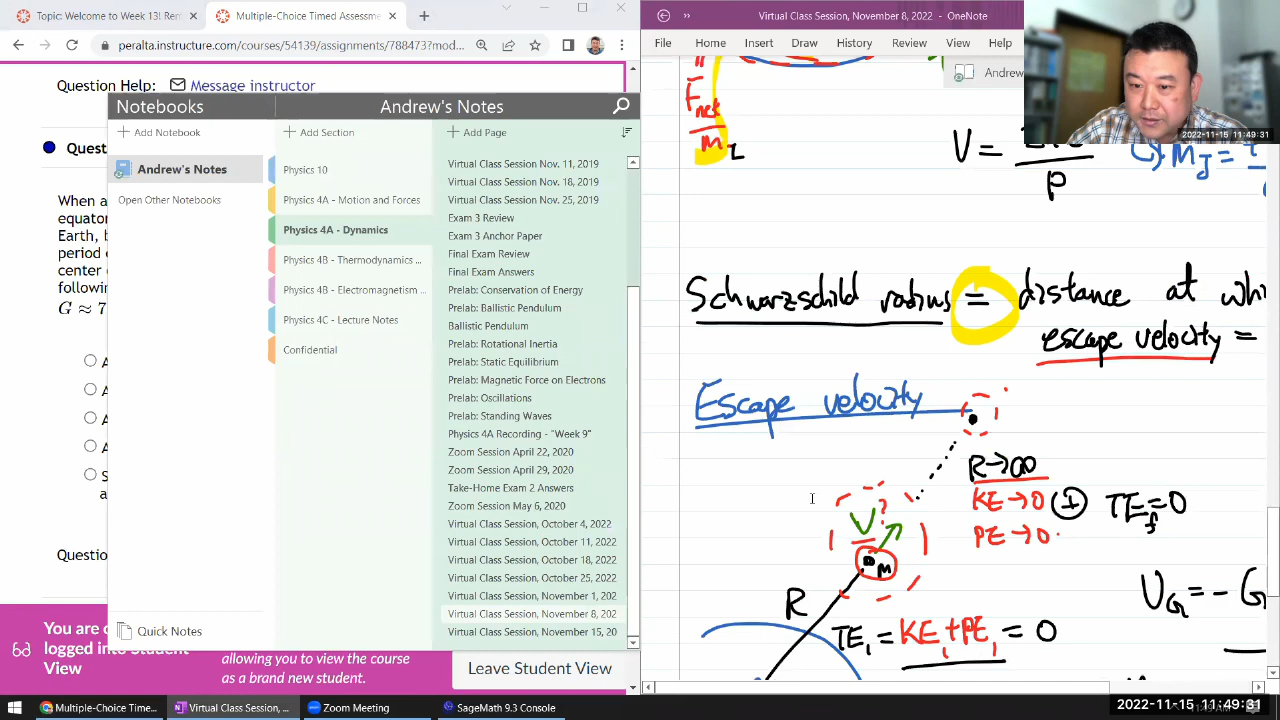 Topic: Welcome to Week 13! Rem
Multiple-Choice Timed Assessme
peralta.instructure.com/courses/54139/assignments/788473?mod...
Question Help: Message instructor
Notebooks
Andrew's Notes
Add Notebook
Add Section
Add Page
Andrew's Notes
Open Other Notebooks
Quick Notes
Physics 10
Physics 4A - Motion and Forces
Physics 4A - Dynamics
Physics 4B - Thermodynamics ...
Physics 4B - Electromagnetism ...
Physics 4C - Lecture Notes
Confidential
Virtual Class Session Nov. 11, 2019
Virtual Class Session Nov. 18, 2019
Virtual Class Session Nov. 25, 2019
Exam 3 Review
Exam 3 Anchor Paper
Final Exam Review
Final Exam Answers
Prelab: Conservation of Energy
Prelab: Ballistic Pendulum
Ballistic Pendulum
Prelab: Rotational Inertia
Prelab: Static Equilibrium
Prelab: Magnetic Force on Electrons
Prelab: Oscillations
Prelab: Standing Waves
Physics 4A Recording - "Week 9"
Zoom Session April 22, 2020
Zoom Session April 29, 2020
Take-Home Exam 2 Answers
Zoom Session May 6, 2020
Virtual Class Session, October 4, 2022
Virtual Class Session, October 11, 2022
Virtual Class Session, October 18, 2022
Virtual Class Session, October 25, 2022
Virtual Class Session, November 1, 2022
Virtual Class Session, November 8, 202
Virtual Class Session, November 15, 20
Quest
When a
equator
Earth, b
period o
center o
followin
G ≈ 7
Questio
You are
logged into Student
View
allowing you to view the course
as a brand new student.
Leave Student View
Virtual Class Session, November 8, 2022 - OneNote
File Home Insert Draw History Review View Help
Andrew
2022-11-15 11:49:31
F_net
m
V =
P
M_J =
Schwarzschild radius = distance at whi
escape velocity =
Escape velocity
R→∞
KE→0
PE→0
TE_f = 0
V
M
R
U_G = - G
TE_1 = KE_1 + PE_1 = 0
Multiple-Choice Tim...
Virtual Class Session, ...
Zoom Meeting
SageMath 9.3 Console
2022-11-15 11:49:31